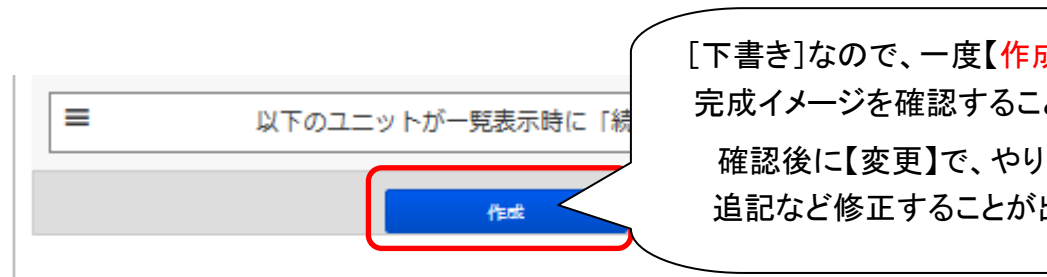 [下書き]なので、一度【作成
完成イメージを確認するこ
確認後に【変更】で、やり
追記など修正することが
以下のユニットが一覧表示時に「続
作成